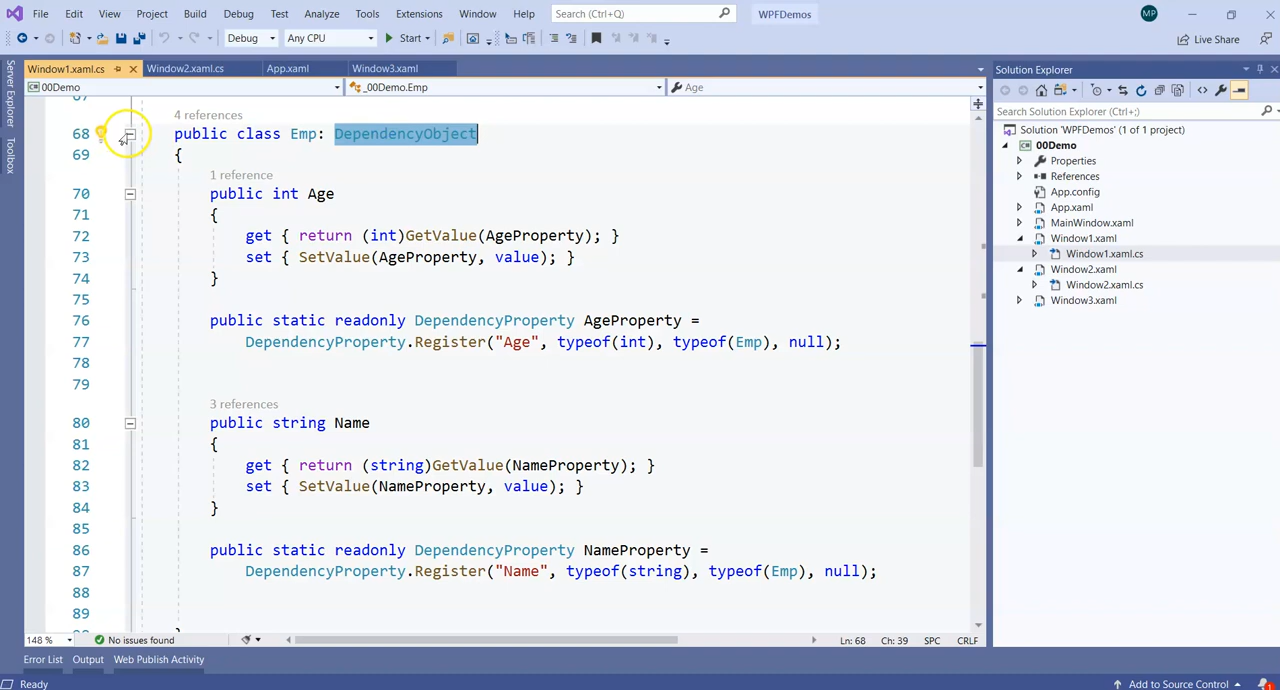 File Edit View Project Build Debug Test Analyze Tools Extensions Window Help Search (Ctrl+Q) WPFDemos MP
Debug Any CPU Start Live Share
Server Explorer
Toolbox
Window1.xaml.cs Window2.xaml.cs App.xaml Window3.xaml
00Demo _00Demo.Emp Age
67
4 references
68 public class Emp: DependencyObject
69 {
1 reference
70 public int Age
71 {
72 get { return (int)GetValue(AgeProperty); }
73 set { SetValue(AgeProperty, value); }
74 }
75
76 public static readonly DependencyProperty AgeProperty =
77 DependencyProperty.Register("Age", typeof(int), typeof(Emp), null);
78
79
3 references
80 public string Name
81 {
82 get { return (string)GetValue(NameProperty); }
83 set { SetValue(NameProperty, value); }
84 }
85
86 public static readonly DependencyProperty NameProperty =
87 DependencyProperty.Register("Name", typeof(string), typeof(Emp), null);
88
89
148 % No issues found Ln: 68 Ch: 39 SPC CRLF
Error List Output Web Publish Activity
Ready Add to Source Control 1
Solution Explorer
Search Solution Explorer (Ctrl+;)
Solution 'WPFDemos' (1 of 1 project)
00Demo
Properties
References
App.config
App.xaml
MainWindow.xaml
Window1.xaml
Window1.xaml.cs
Window2.xaml
Window2.xaml.cs
Window3.xaml